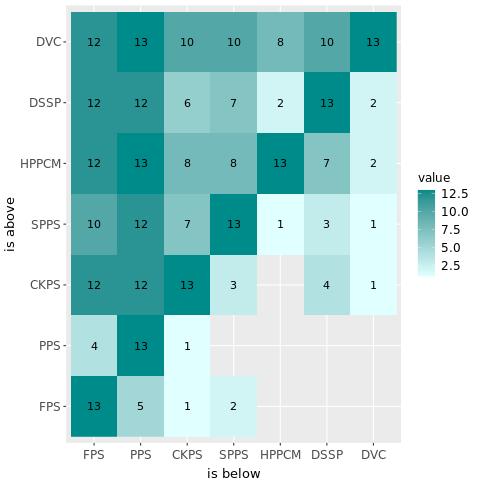 DVC 12 13 10 10 8 10 13
DSSP 12 12 6 7 2 13 2
HPPCM 12 13 8 8 13 7 2
SPPS 10 12 7 13 1 3 1
CKPS 12 12 13 3 4 1
PPS 4 13 1
FPS 13 5 1 2
FPS PPS CKPS SPPS HPPCM DSSP DVC
is below
is above
value
12.5
10.0
7.5
5.0
2.5